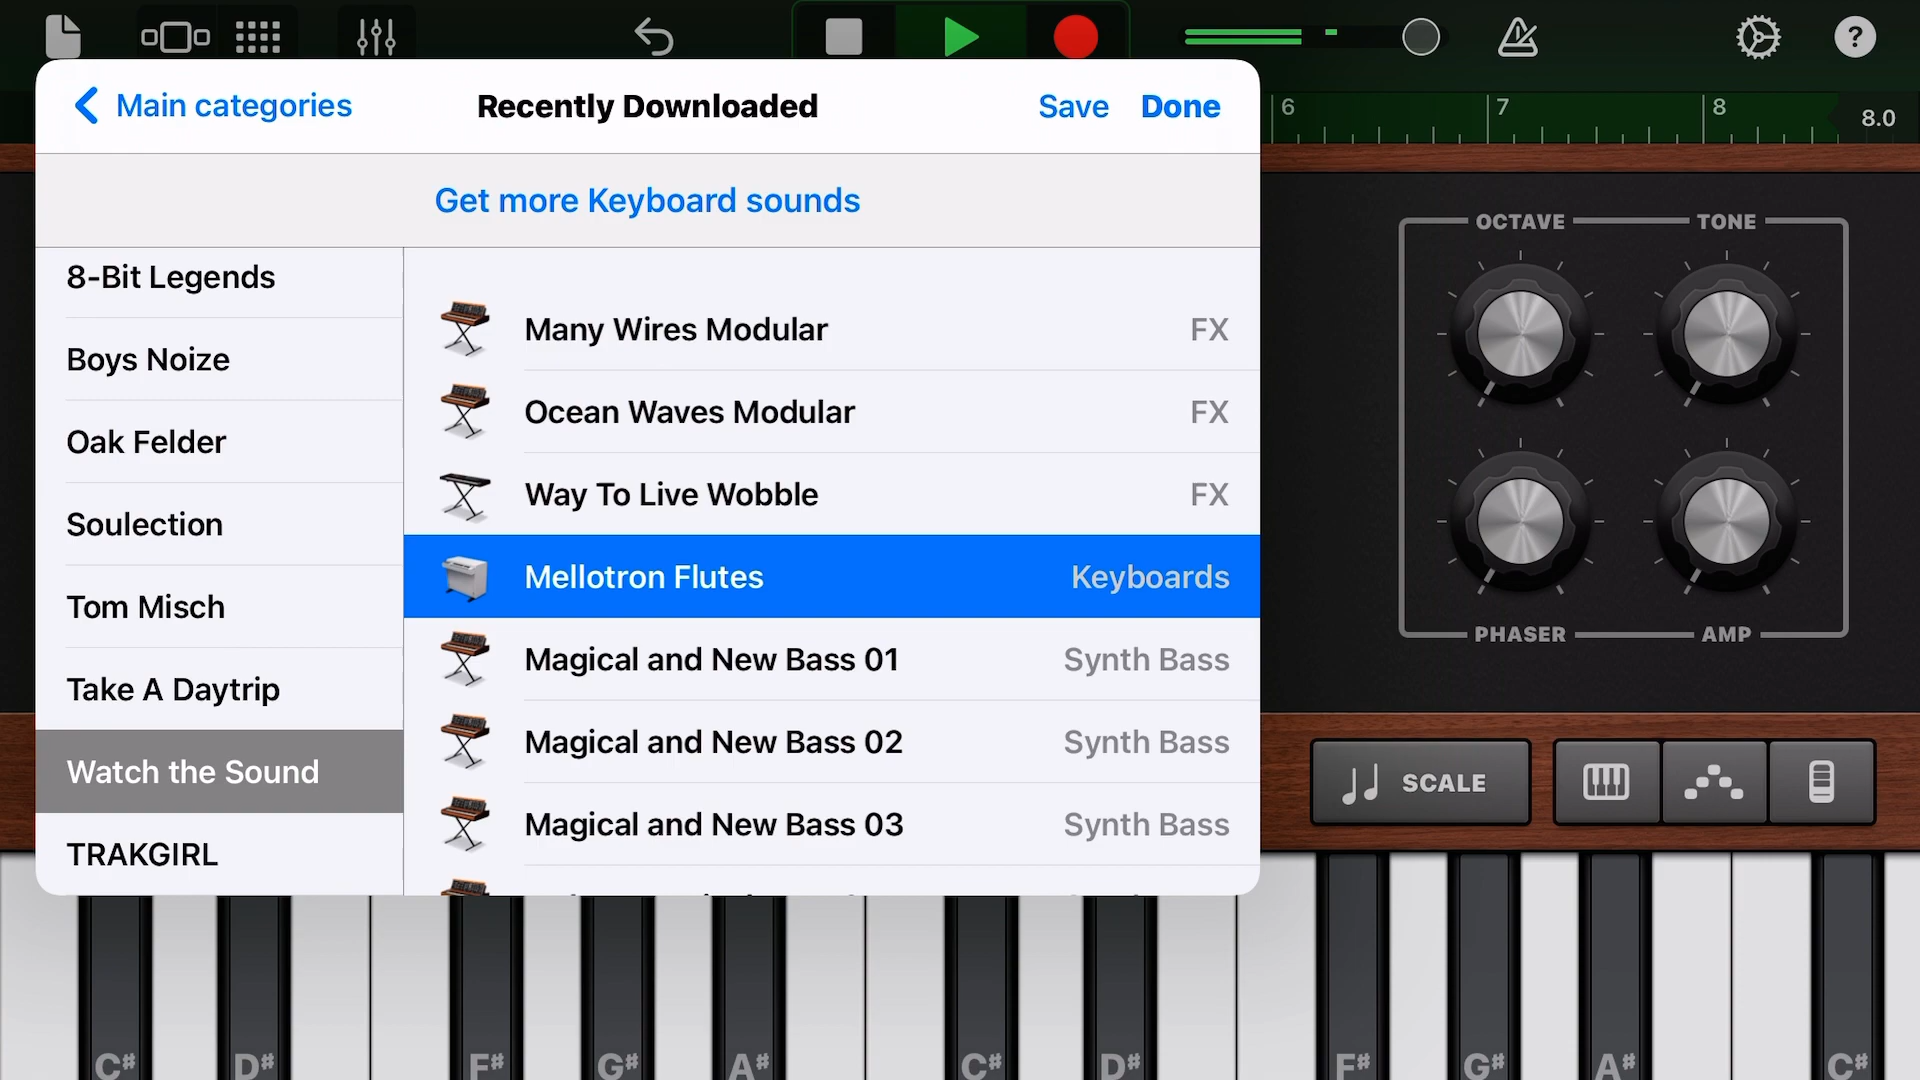 ?
Main categories
Recently Downloaded
Save
Done
6
7
8
8.0
Get more Keyboard sounds
8-Bit Legends
Boys Noize
Oak Felder
Soulection
Tom Misch
Take A Daytrip
Watch the Sound
TRAKGIRL
Many Wires Modular FX
Ocean Waves Modular FX
Way To Live Wobble FX
Mellotron Flutes Keyboards
Magical and New Bass 01 Synth Bass
Magical and New Bass 02 Synth Bass
Magical and New Bass 03 Synth Bass
OCTAVE TONE
PHASER AMP
SCALE
C# D# F# G# A# C# D# F# G# A# C#